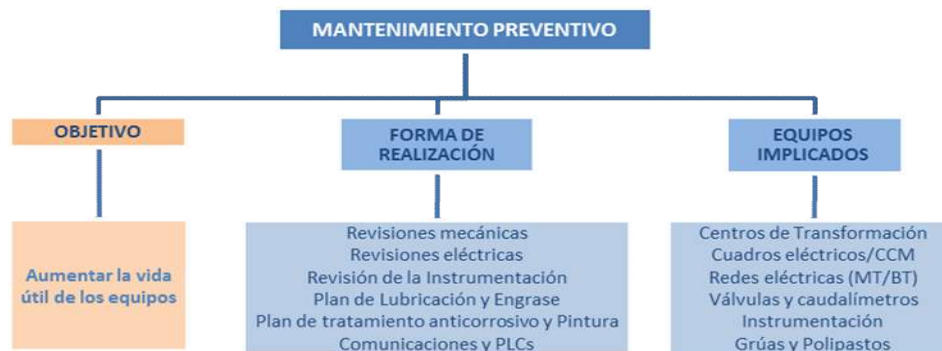 MANTENIMIENTO PREVENTIVO
OBJETIVO
Aumentar la vida
útil de los equipos
FORMA DE
REALIZACIÓN
Revisiones mecánicas
Revisiones eléctricas
Revisión de la Instrumentación
Plan de Lubricación y Engrase
Plan de tratamiento anticorrosivo y Pintura
Comunicaciones y PLCs
EQUIPOS
IMPLICADOS
Centros de Transformación
Cuadros eléctricos/CCM
Redes eléctricas (MT/BT)
Válvulas y caudalímetros
Instrumentación
Grúas y Polipastos